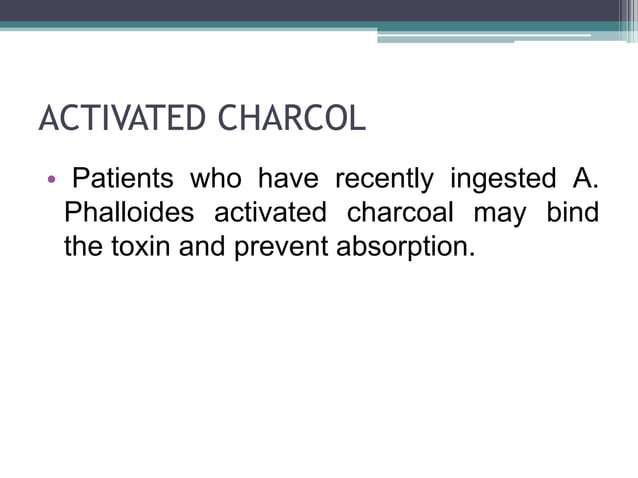 ACTIVATED CHARCOL
• Patients who have recently ingested A.
Phalloides activated charcoal may bind
the toxin and prevent absorption.